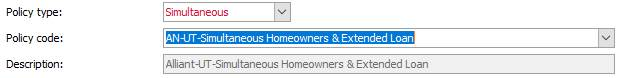 Policy type: Simultaneous
Policy code: AN-UT-Simultaneous Homeowners & Extended Loan
Description: Alliant-UT-Simultaneous Homeowners & Extended Loan